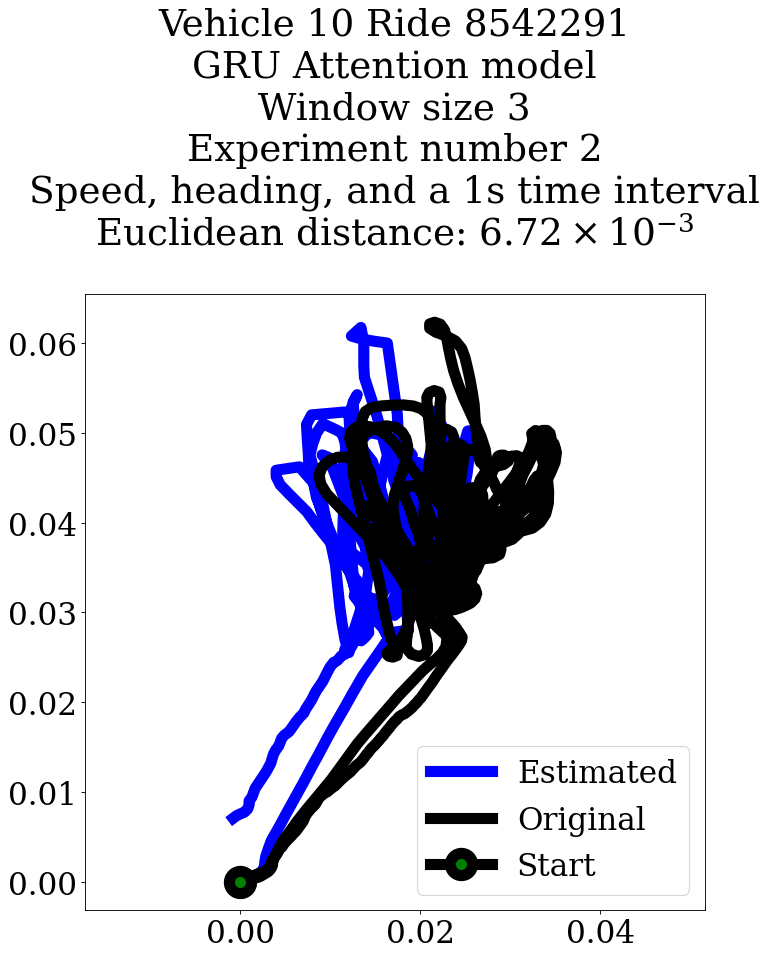 Vehicle 10 Ride 8542291
GRU Attention model
Window size 3
Experiment number 2
Speed, heading, and a 1s time interval
Euclidean distance: 6.72 × 10⁻³
0.06
0.05
0.04
0.03
0.02
0.01
0.00
0.00 0.02 0.04
Estimated
Original
Start